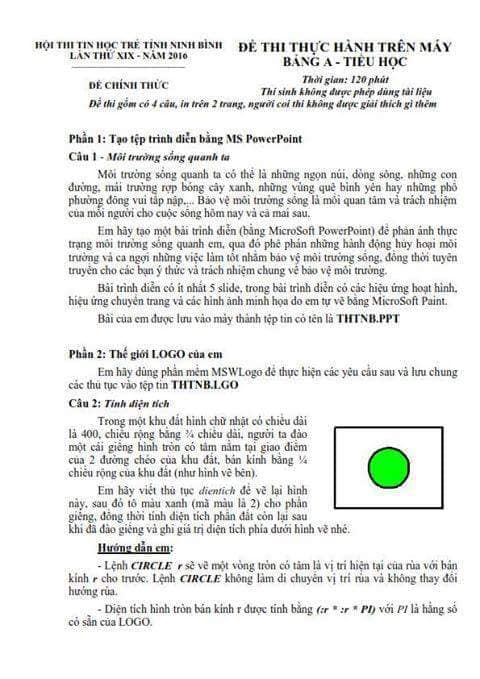 HỘI THI TIN HỌC TRẺ TỈNH NINH BÌNH
LẦN THỨ XIX - NĂM 2016
ĐỀ CHÍNH THỨC
ĐỀ THI THỰC HÀNH TRÊN MÁY
BẢNG A - TIỂU HỌC
Thời gian: 120 phút
Thí sinh không được phép dùng tài liệu
Đề thi gồm có 4 câu, in trên 2 trang, người coi thi không được giải thích gì thêm
Phần 1: Tạo tệp trình diễn bằng MS PowerPoint
Câu 1 - Môi trường sống quanh ta
Môi trường sống quanh ta có thể là những ngọn núi, dòng sông, những con
đường, mái trường rợp bóng cây xanh, những vùng quê bình yên hay những phố
phường đông vui tấp nập,... Bảo vệ môi trường sống là mối quan tâm và trách nhiệm
của mỗi người cho cuộc sống hôm nay và cả mai sau.
Em hãy tạo một bài trình diễn (bằng MicroSoft PowerPoint) để phản ánh thực
trạng môi trường sống quanh em, qua đó phê phán những hành động hủy hoại môi
trường và ca ngợi những việc làm tốt nhằm bảo vệ môi trường sống, đồng thời tuyên
truyền cho các bạn ý thức và trách nhiệm chung về bảo vệ môi trường.
Bài trình diễn có ít nhất 5 slide, trong bài trình diễn có các hiệu ứng hoạt hình,
hiệu ứng chuyển trang và các hình ảnh minh họa do em tự vẽ bằng MicroSoft Paint.
Bài của em được lưu vào máy thành tệp tin có tên là THTNB.PPT
Phần 2: Thế giới LOGO của em
Em hãy dùng phần mềm MSWLogo để thực hiện các yêu cầu sau và lưu chung
các thủ tục vào tệp tin THTNB.LGO
Câu 2: Tính diện tích
Trong một khu đất hình chữ nhật có chiều dài
là 400, chiều rộng bằng ¾ chiều dài, người ta đào
một cái giếng hình tròn có tâm nằm tại giao điểm
của 2 đường chéo của khu đất, bán kính bằng ¼
chiều rộng của khu đất (như hình vẽ bên).
Em hãy viết thủ tục dientich để vẽ lại hình
này, sau đó tô màu xanh (mã màu là 2) cho phần
giếng, đồng thời tính diện tích phần đất còn lại sau
khi đã đào giếng và ghi giá trị diện tích phía dưới hình vẽ nhé.
Hướng dẫn em:
- Lệnh CIRCLE r sẽ vẽ một vòng tròn có tâm là vị trí hiện tại của rùa với bán
kính r cho trước. Lệnh CIRCLE không làm di chuyển vị trí rùa và không thay đổi
hướng rùa.
- Diện tích hình tròn bán kính r được tính bằng (:r * :r * PI) với PI là hằng số
có sẵn của LOGO.